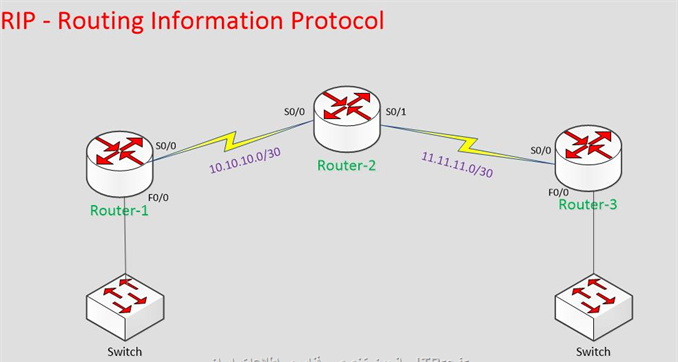 RIP - Routing Information Protocol
S0/0
S0/1
S0/0
10.10.10.0/30
Router-2
11.11.11.0/30
S0/0
F0/0
Router-1
F0/0
Router-3
Switch
Switch